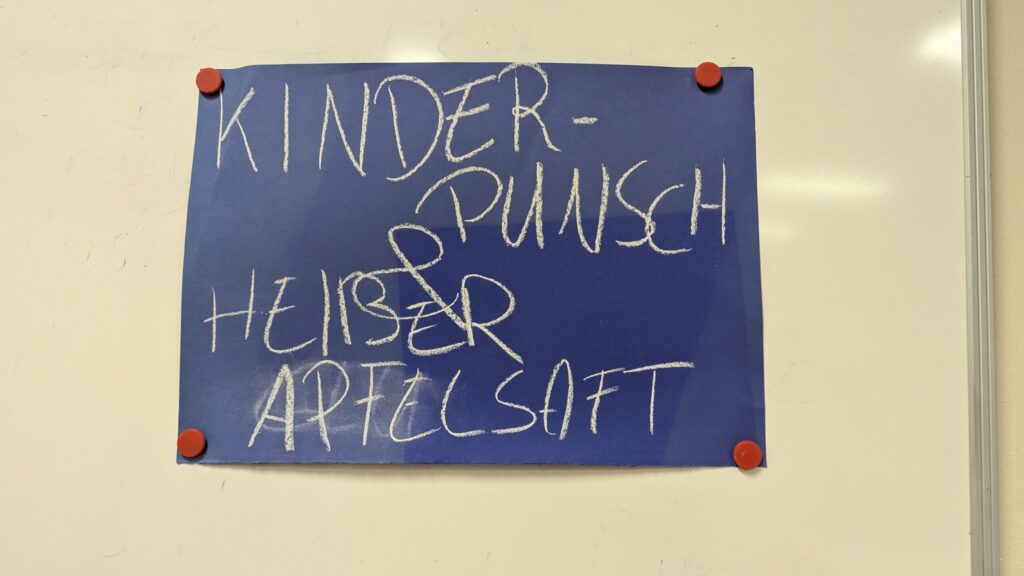 KINDER-
PUNSCH
&
HEIßER
APFELSAFT